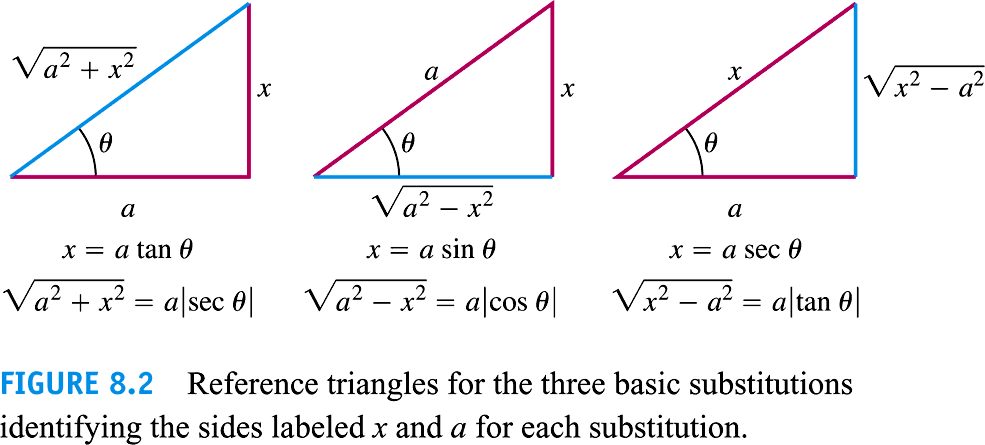 √(a² + x²)
x
θ
a
x = a tan θ
√(a² + x²) = a|sec θ|
a
x
θ
√(a² − x²)
x = a sin θ
√(a² − x²) = a|cos θ|
x
√(x² − a²)
θ
a
x = a sec θ
√(x² − a²) = a|tan θ|
FIGURE 8.2 Reference triangles for the three basic substitutions
identifying the sides labeled x and a for each substitution.